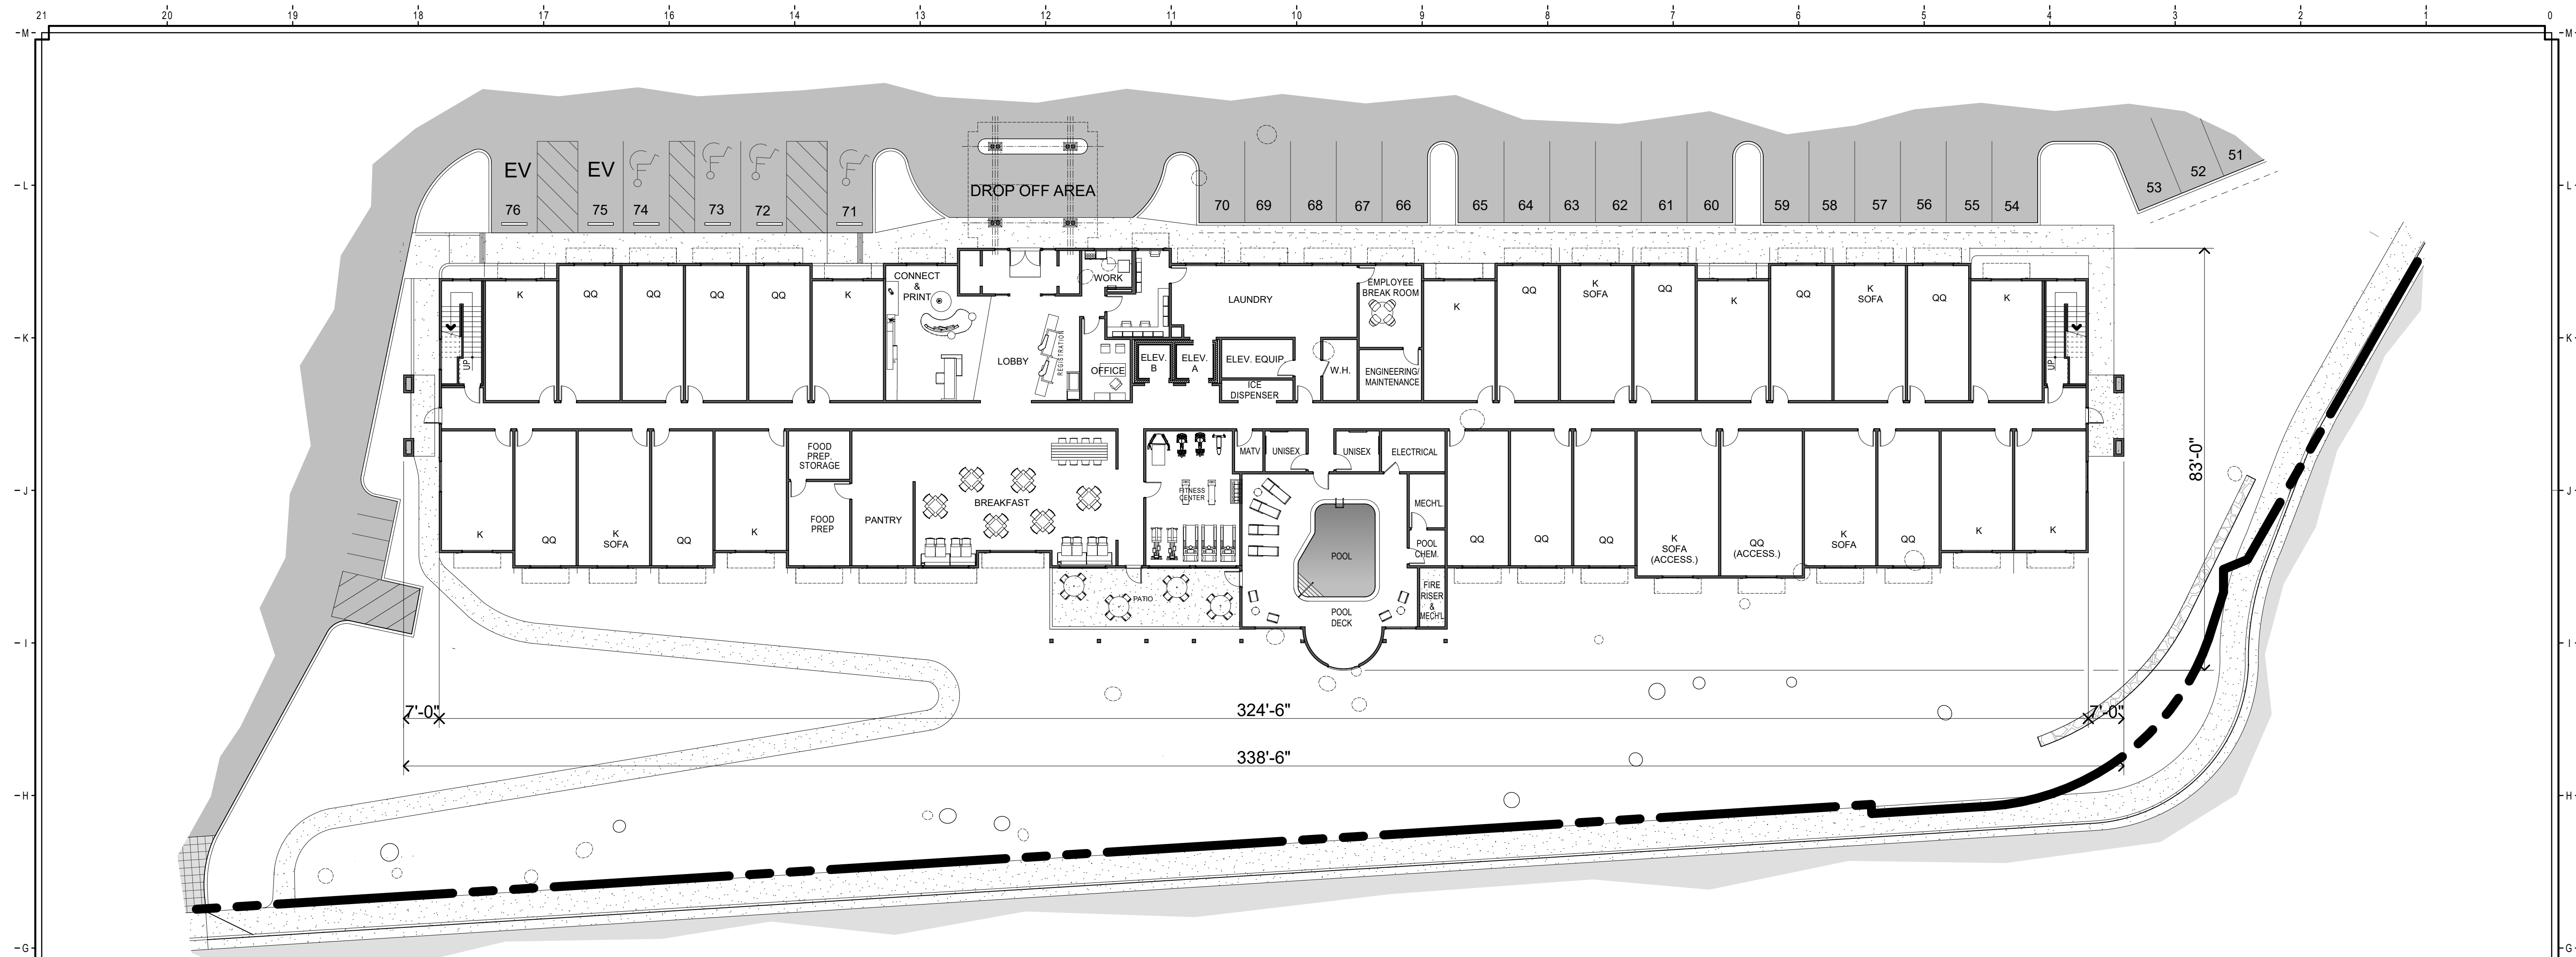 21 20 19 18 17 16 15 14 13 12 11 10 9 8 7 6 5 4 3 2 1 0
M M
EV EV
51
52
53
L L
DROP OFF AREA
76 75 74 73 72 71
70 69 68 67 66 65 64 63 62 61 60 59 58 57 56 55 54
CONNECT
&
PRINT
WORK
LAUNDRY
EMPLOYEE
BREAK ROOM
K QQ QQ QQ QQ K
K QQ K
SOFA QQ K QQ K
SOFA QQ K
K K
LOBBY
REGISTRATION
OFFICE
ELEV.
B
ELEV.
A
ELEV. EQUIP.
ICE
DISPENSER
W.H.
ENGINEERING/
MAINTENANCE
UP UP
FOOD
PREP.
STORAGE
MATV UNISEX UNISEX ELECTRICAL
83'-0"
J J
BREAKFAST
FITNESS
CENTER
MECH'L.
FOOD
PREP
PANTRY
K QQ K
SOFA QQ K
POOL
POOL
CHEM.
QQ QQ QQ K
SOFA
(ACCESS.)
QQ
(ACCESS.)
K
SOFA
QQ K K
PATIO
POOL
DECK
FIRE
RISER
&
MECH'L
I I
7'-0" 324'-6" 7'-0"
338'-6"
H H
G G